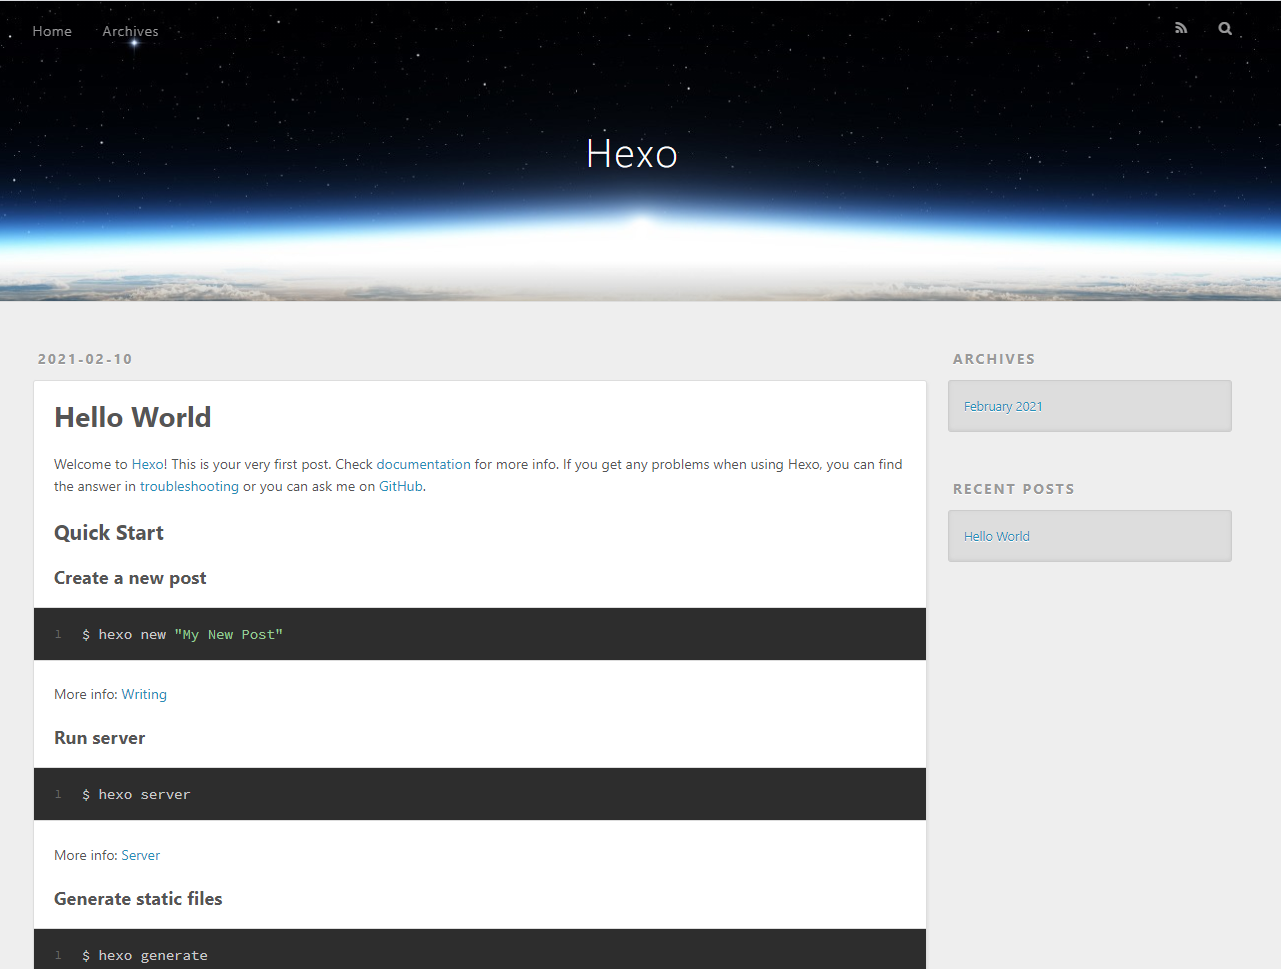 Home Archives
Hexo
2021-02-10
Hello World
Welcome to Hexo! This is your very first post. Check documentation for more info. If you get any problems when using Hexo, you can find
the answer in troubleshooting or you can ask me on GitHub.
Quick Start
Create a new post
1 $ hexo new "My New Post"
More info: Writing
Run server
1 $ hexo server
More info: Server
Generate static files
1 $ hexo generate
ARCHIVES
February 2021
RECENT POSTS
Hello World